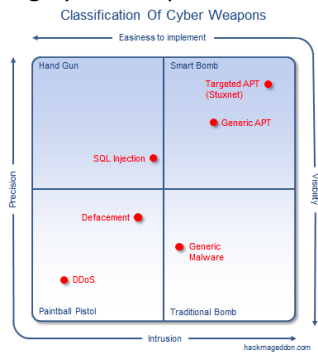 Classification Of Cyber Weapons
Easiness to implement
Hand Gun
Smart Bomb
Targeted APT
(Stuxnet)
Generic APT
SQL Injection
Precision
Visibility
Defacement
Generic
Malware
DDoS
Paintball Pistol
Traditional Bomb
Intrusion
hackmageddon.com